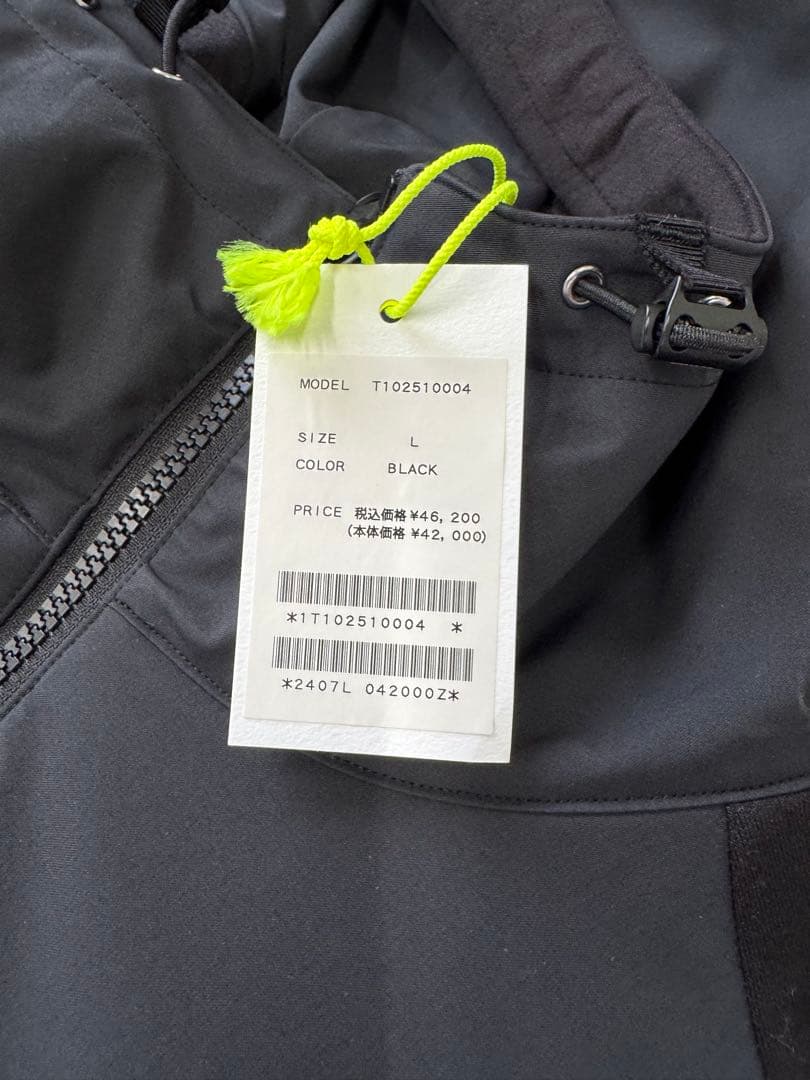 MODEL T102510004
SIZE L
COLOR BLACK
PRICE 税込価格 ¥46, 200
(本体価格 ¥42, 000)
*1T102510004 *
*2407L 042000Z*